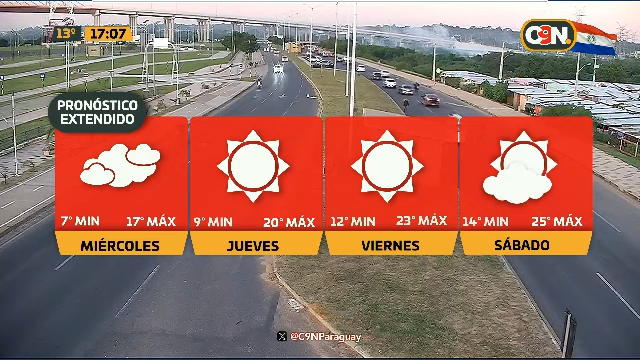 13° 17:07
C9N
PRONÓSTICO
EXTENDIDO
7° MIN 17° MÁX
MIÉRCOLES
9° MIN 20° MÁX
JUEVES
12° MIN 23° MÁX
VIERNES
14° MIN 25° MÁX
SÁBADO
X @C9NParaguay